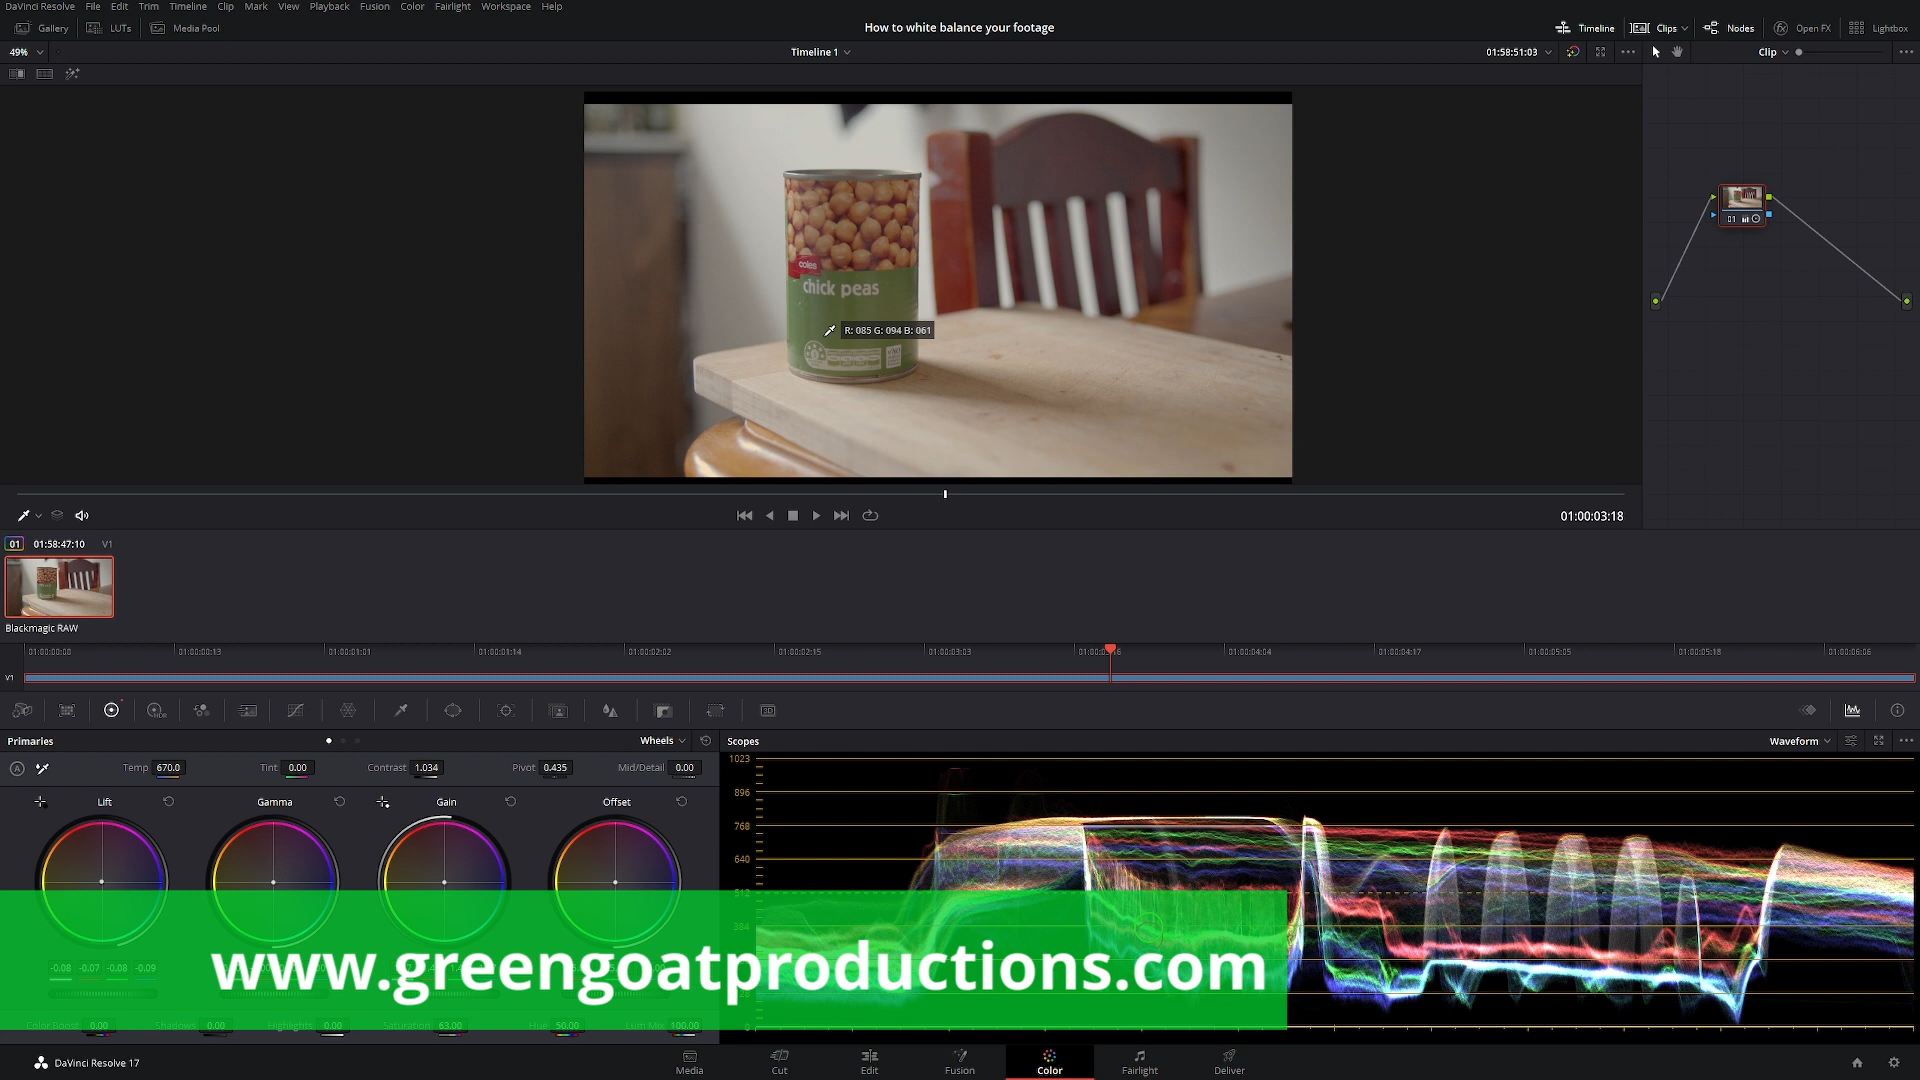 DaVinci Resolve File Edit Trim Timeline Clip Mark View Playback Fusion Color Fairlight Workspace Help
Gallery LUTs Media Pool How to white balance your footage Timeline Clips Nodes Open FX Lightbox
49% Timeline 1 01:58:51:03 Clip
coles
chick peas
R: 085 G: 094 B: 061
01
01:00:03:18
01 01:58:47:10 V1
Blackmagic RAW
01:00:00:00 01:00:00:13 01:00:01:01 01:00:01:14 01:00:02:02 01:00:02:15 01:00:03:03 01:00:04:04 01:00:04:17 01:00:05:05 01:00:05:18 01:00:06:06
V1
HDR 3D
Primaries Wheels Scopes Waveform
A Temp 670.0 Tint 0.00 Contrast 1.034 Pivot 0.435 Mid/Detail 0.00
Lift Gamma Gain Offset
1023
896
768
640
512
384
-0.08 -0.07 -0.08 -0.09
www.greengoatproductions.com
Color Boost 0.00 Shadows 0.00 Highlights 0.00 Saturation 63.00 Hue 50.00 Lum Mix 100.00
0
DaVinci Resolve 17 Media Cut Edit Fusion Color Fairlight Deliver